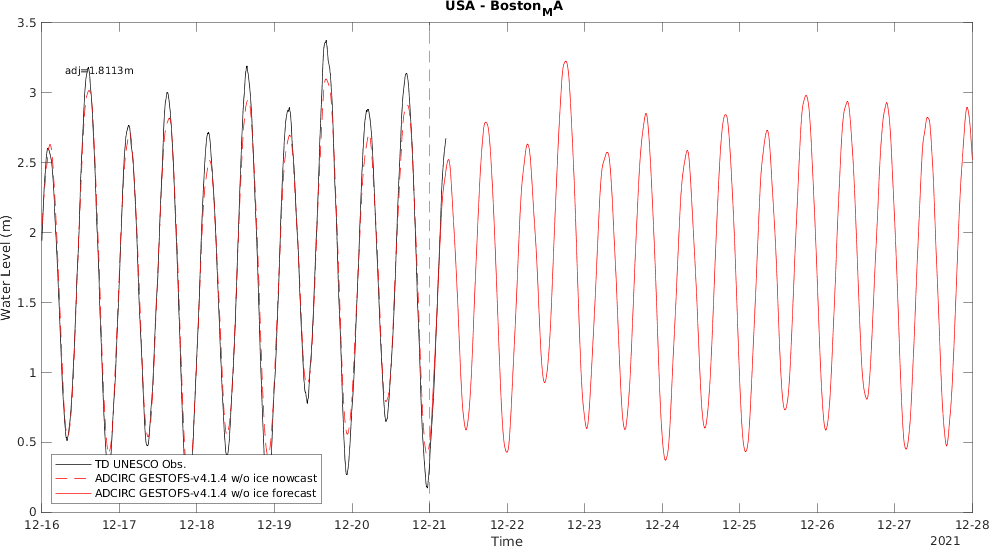 USA - Boston_MA
adj=1.8113m
3.5
3
2.5
2
1.5
1
0.5
0
Water Level (m)
TD UNESCO Obs.
ADCIRC GESTOFS-v4.1.4 w/o ice nowcast
ADCIRC GESTOFS-v4.1.4 w/o ice forecast
12-16 12-17 12-18 12-19 12-20 12-21 12-22 12-23 12-24 12-25 12-26 12-27 12-28
Time
2021